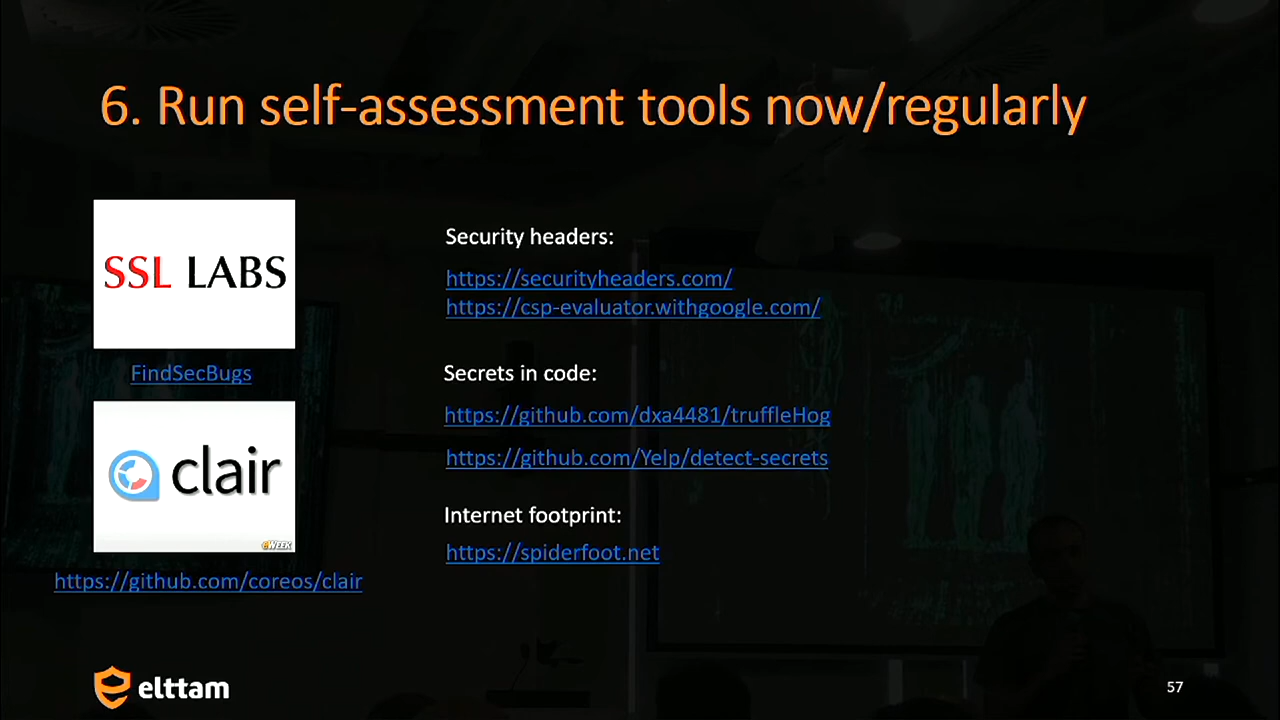 6. Run self-assessment tools now/regularly
SSL LABS
FindSecBugs
clair
eWEEK
https://github.com/coreos/clair
Security headers:
https://securityheaders.com/
https://csp-evaluator.withgoogle.com/
Secrets in code:
https://github.com/dxa4481/truffleHog
https://github.com/Yelp/detect-secrets
Internet footprint:
https://spiderfoot.net
elttam
57